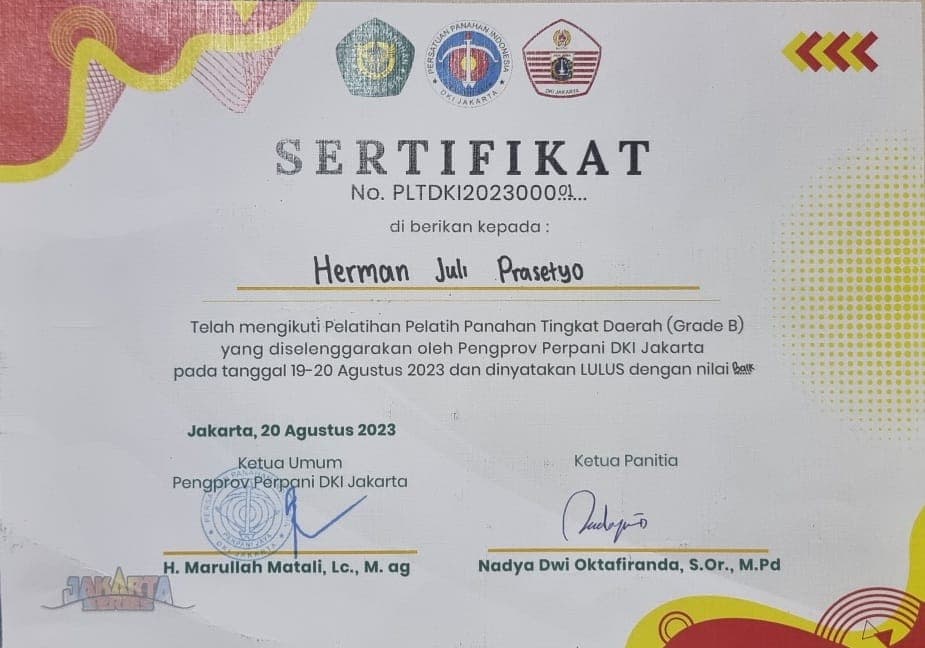 PERSATUAN PANAHAN INDONESIA
DKI JAKARTA
DKI JAKARTA
SERTIFIKAT
No. PLTDKI2023000..01...
di berikan kepada :
Herman Juli Prasetyo
Telah mengikuti Pelatihan Pelatih Panahan Tingkat Daerah (Grade B)
yang diselenggarakan oleh Pengprov Perpani DKI Jakarta
pada tanggal 19-20 Agustus 2023 dan dinyatakan LULUS dengan nilai Baik
Jakarta, 20 Agustus 2023
Ketua Umum
Pengprov Perpani DKI Jakarta
Ketua Panitia
H. Marullah Matali, Lc., M. ag
Nadya Dwi Oktafiranda, S.Or., M.Pd
JAKARTA
SERIES